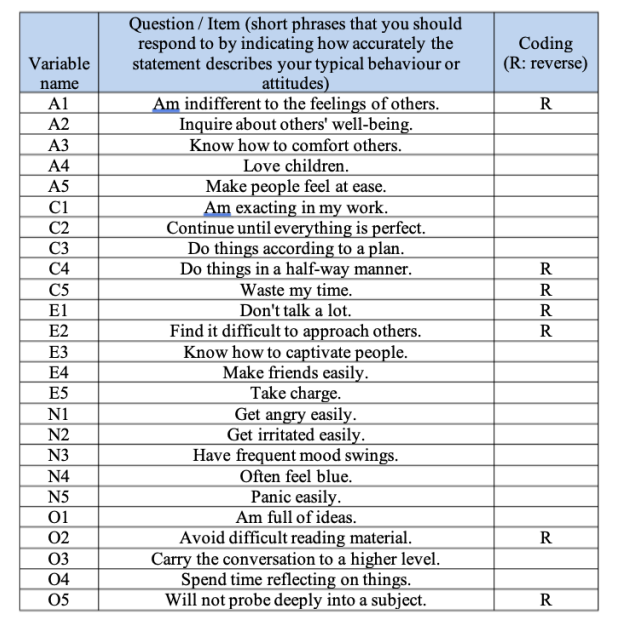 Variable name
Question / Item (short phrases that you should respond to by indicating how accurately the statement describes your typical behaviour or attitudes)
Coding (R: reverse)
A1 Am indifferent to the feelings of others. R
A2 Inquire about others' well-being.
A3 Know how to comfort others.
A4 Love children.
A5 Make people feel at ease.
C1 Am exacting in my work.
C2 Continue until everything is perfect.
C3 Do things according to a plan.
C4 Do things in a half-way manner. R
C5 Waste my time. R
E1 Don't talk a lot. R
E2 Find it difficult to approach others. R
E3 Know how to captivate people.
E4 Make friends easily.
E5 Take charge.
N1 Get angry easily.
N2 Get irritated easily.
N3 Have frequent mood swings.
N4 Often feel blue.
N5 Panic easily.
O1 Am full of ideas.
O2 Avoid difficult reading material. R
O3 Carry the conversation to a higher level.
O4 Spend time reflecting on things.
O5 Will not probe deeply into a subject. R